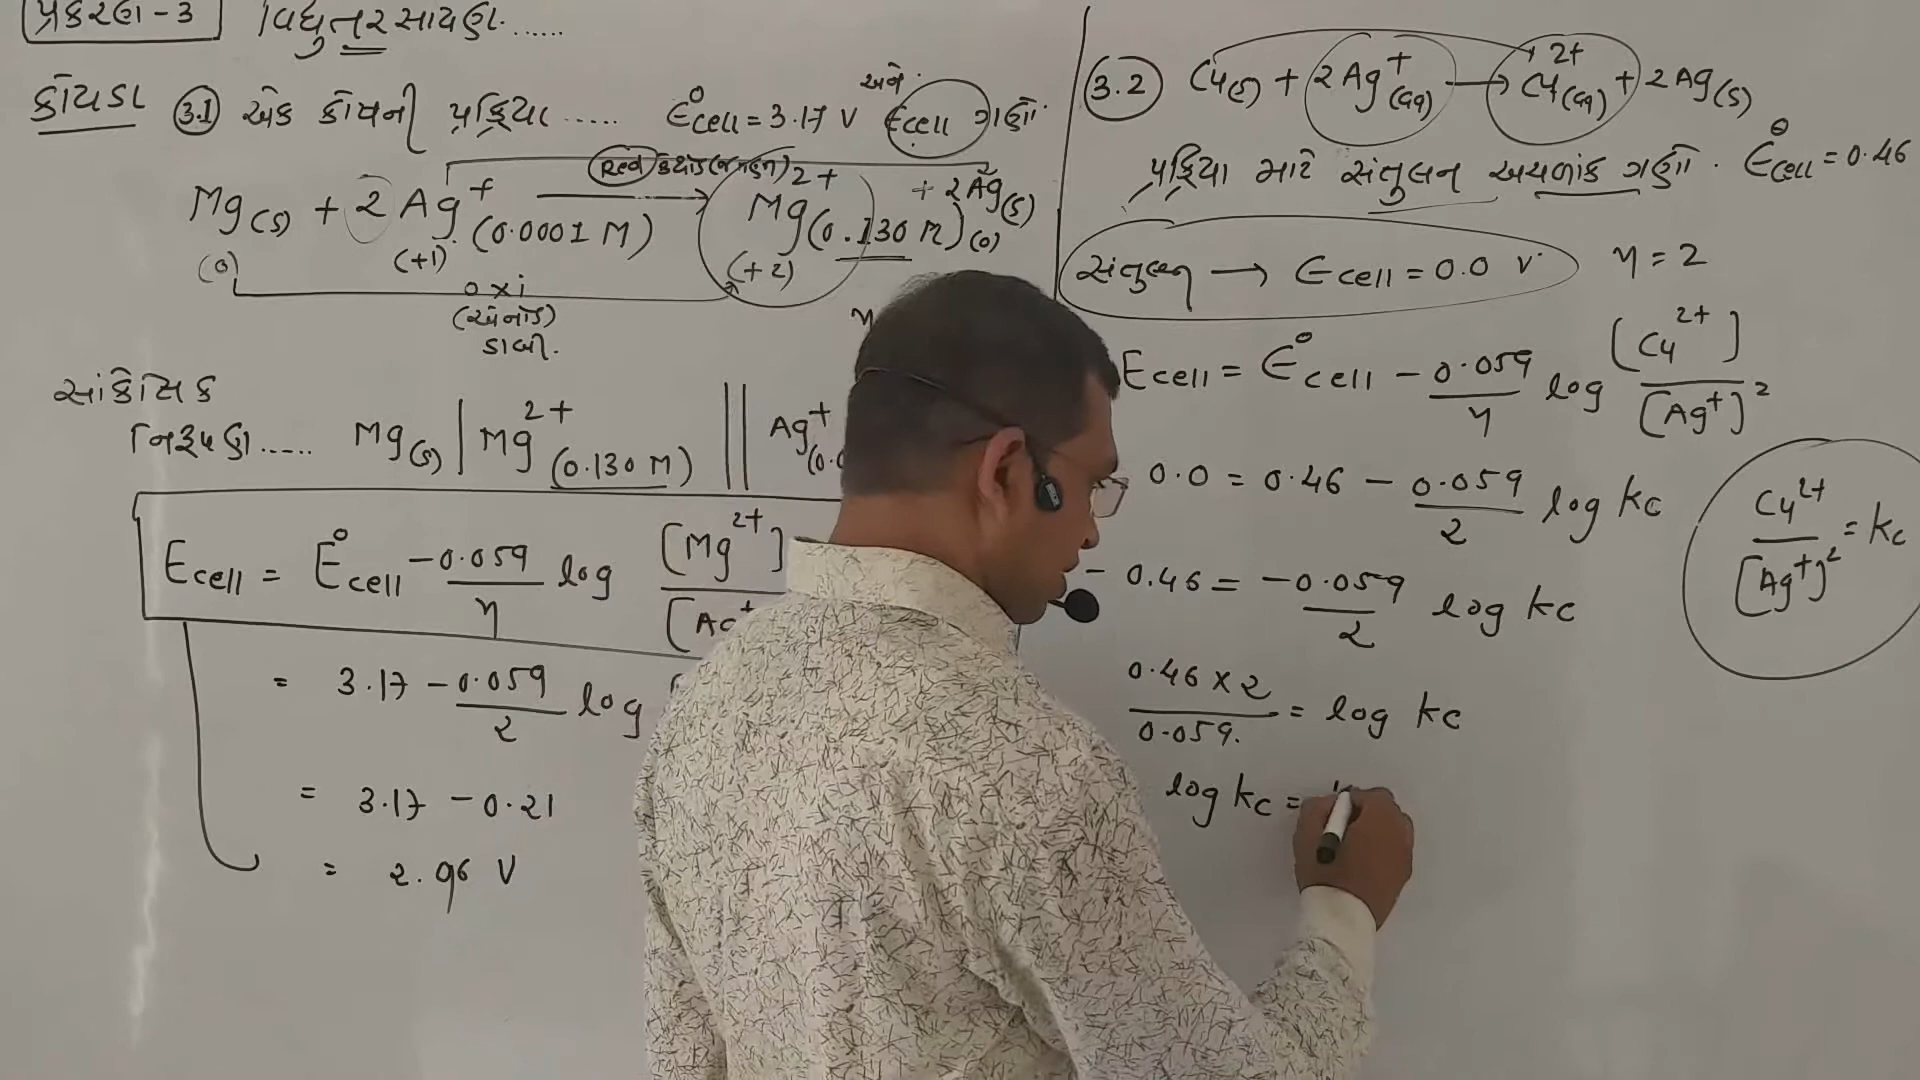 પ્રકરણ - 3 વિદ્યુતરસાયણ......
કોયડા 3.1 એક કોષની પ્રક્રિયા ..... E°cell = 3.17 V અને Ecell ગણો.
Red કેથોડ
Mg(s) + 2Ag⁺(0.0001 M) ⟶ Mg²⁺(0.130 M) + 2Ag(s)
(0) (+1) (+2) (0)
oxi
(એનોડ)
ડાબી.
સાંકેતિક
નિરૂપણ..... Mg(s) | Mg²⁺(0.130 M) || Ag⁺
Ecell = E°cell - 0.059/n log [Mg²⁺]
= 3.17 - 0.059/2 log
= 3.17 - 0.21
= 2.96 V
3.2 Cu(s) + 2Ag⁺(aq) ⟶ Cu²⁺(aq) + 2Ag(s)
પ્રક્રિયા માટે સંતુલન અચળાંક ગણો. E°cell = 0.46
સંતુલન ⟶ Ecell = 0.0 V n = 2
Ecell = E°cell - 0.059/n log [Cu²⁺]/[Ag⁺]²
0.0 = 0.46 - 0.059/2 log Kc
Cu²⁺/[Ag⁺]² = Kc
- 0.46 = - 0.059/2 log Kc
0.46 x 2/0.059. = log Kc
log Kc =